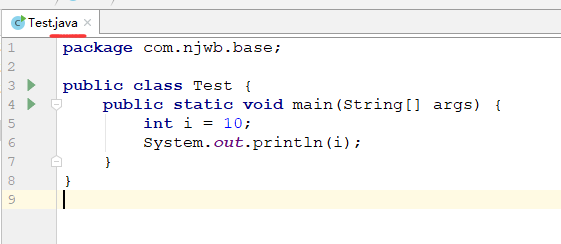 Test.java
1 package com.njwb.base;
2
3 public class Test {
4     public static void main(String[] args) {
5         int i = 10;
6         System.out.println(i);
7     }
8 }
9